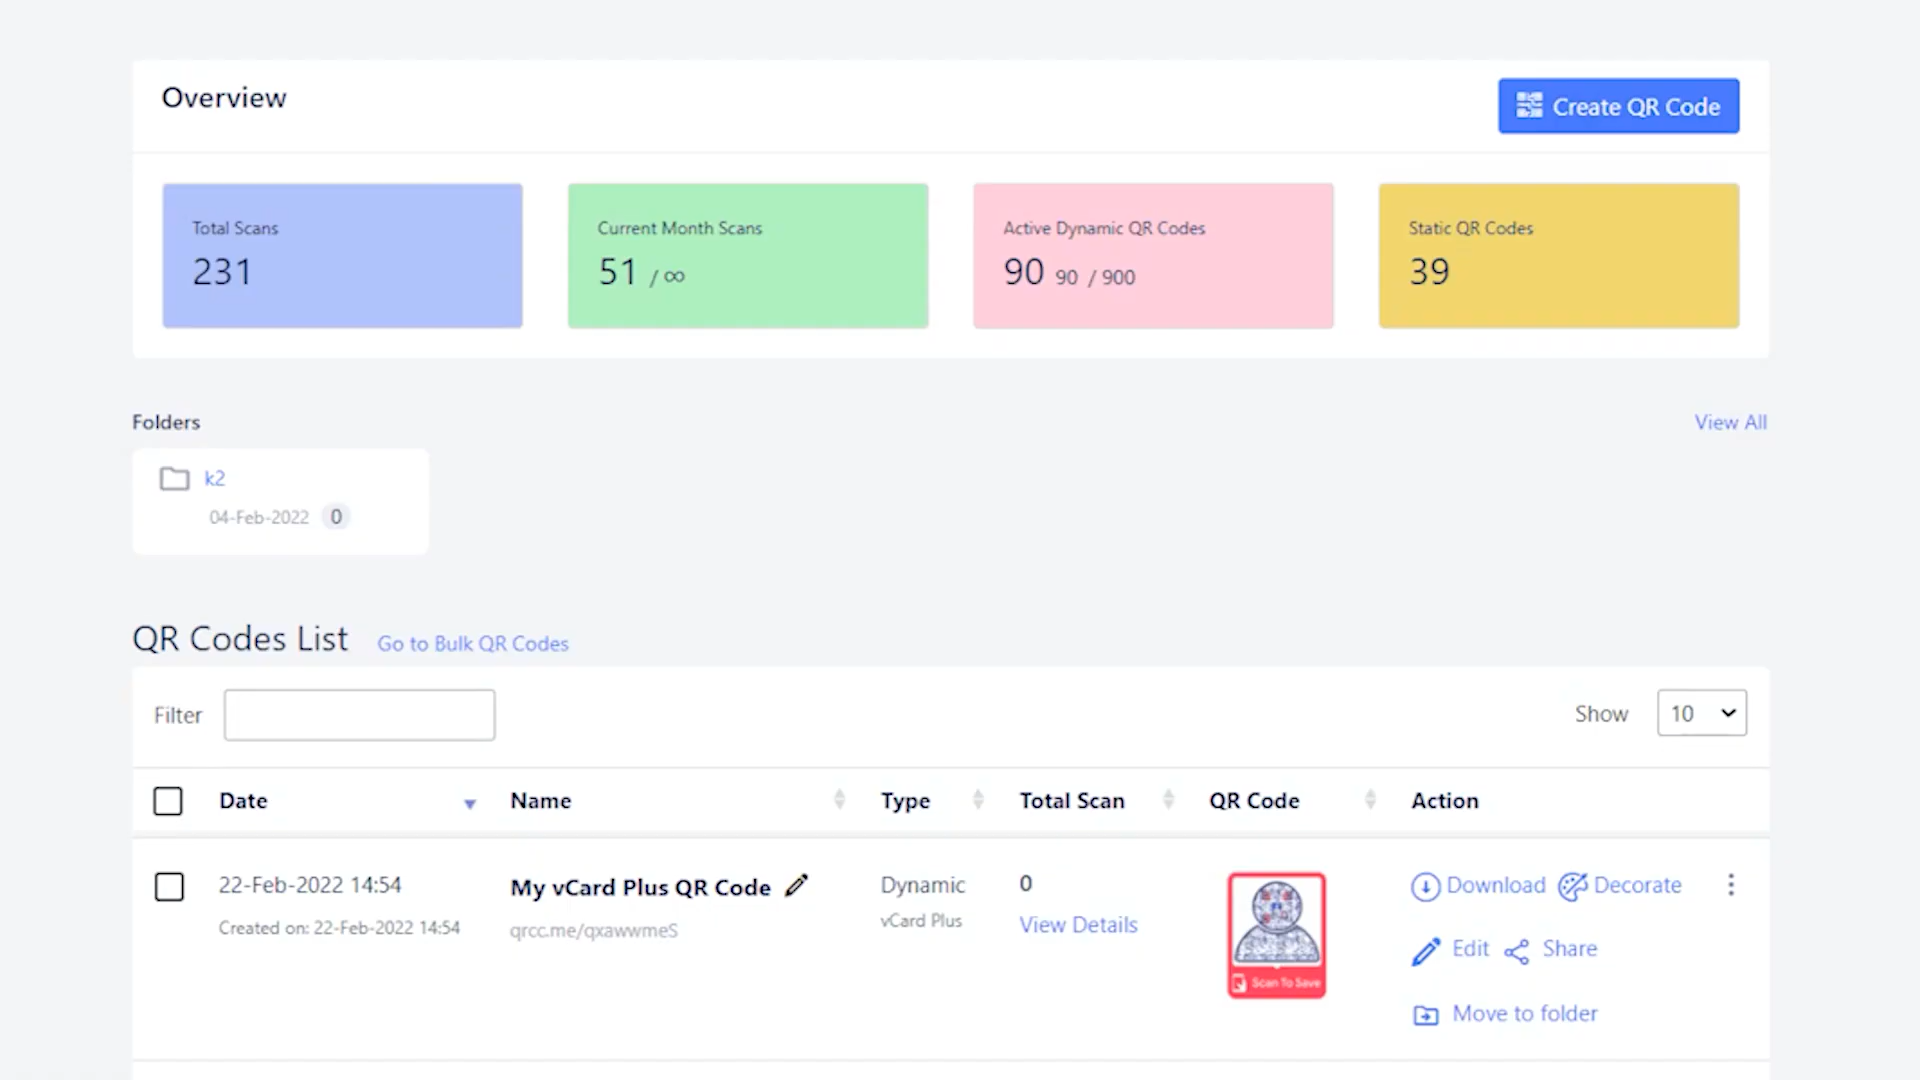 Overview
Create QR Code
Total Scans
231
Current Month Scans
51 / ∞
Active Dynamic QR Codes
90 90 / 900
Static QR Codes
39
Folders
View All
k2
04-Feb-2022 0
QR Codes List Go to Bulk QR Codes
Filter
Show 10
Date Name Type Total Scan QR Code Action
22-Feb-2022 14:54
Created on: 22-Feb-2022 14:54
My vCard Plus QR Code
qrcc.me/qxawwmeS
Dynamic
vCard Plus
0
View Details
Scan To Save
Download Decorate
Edit Share
Move to folder